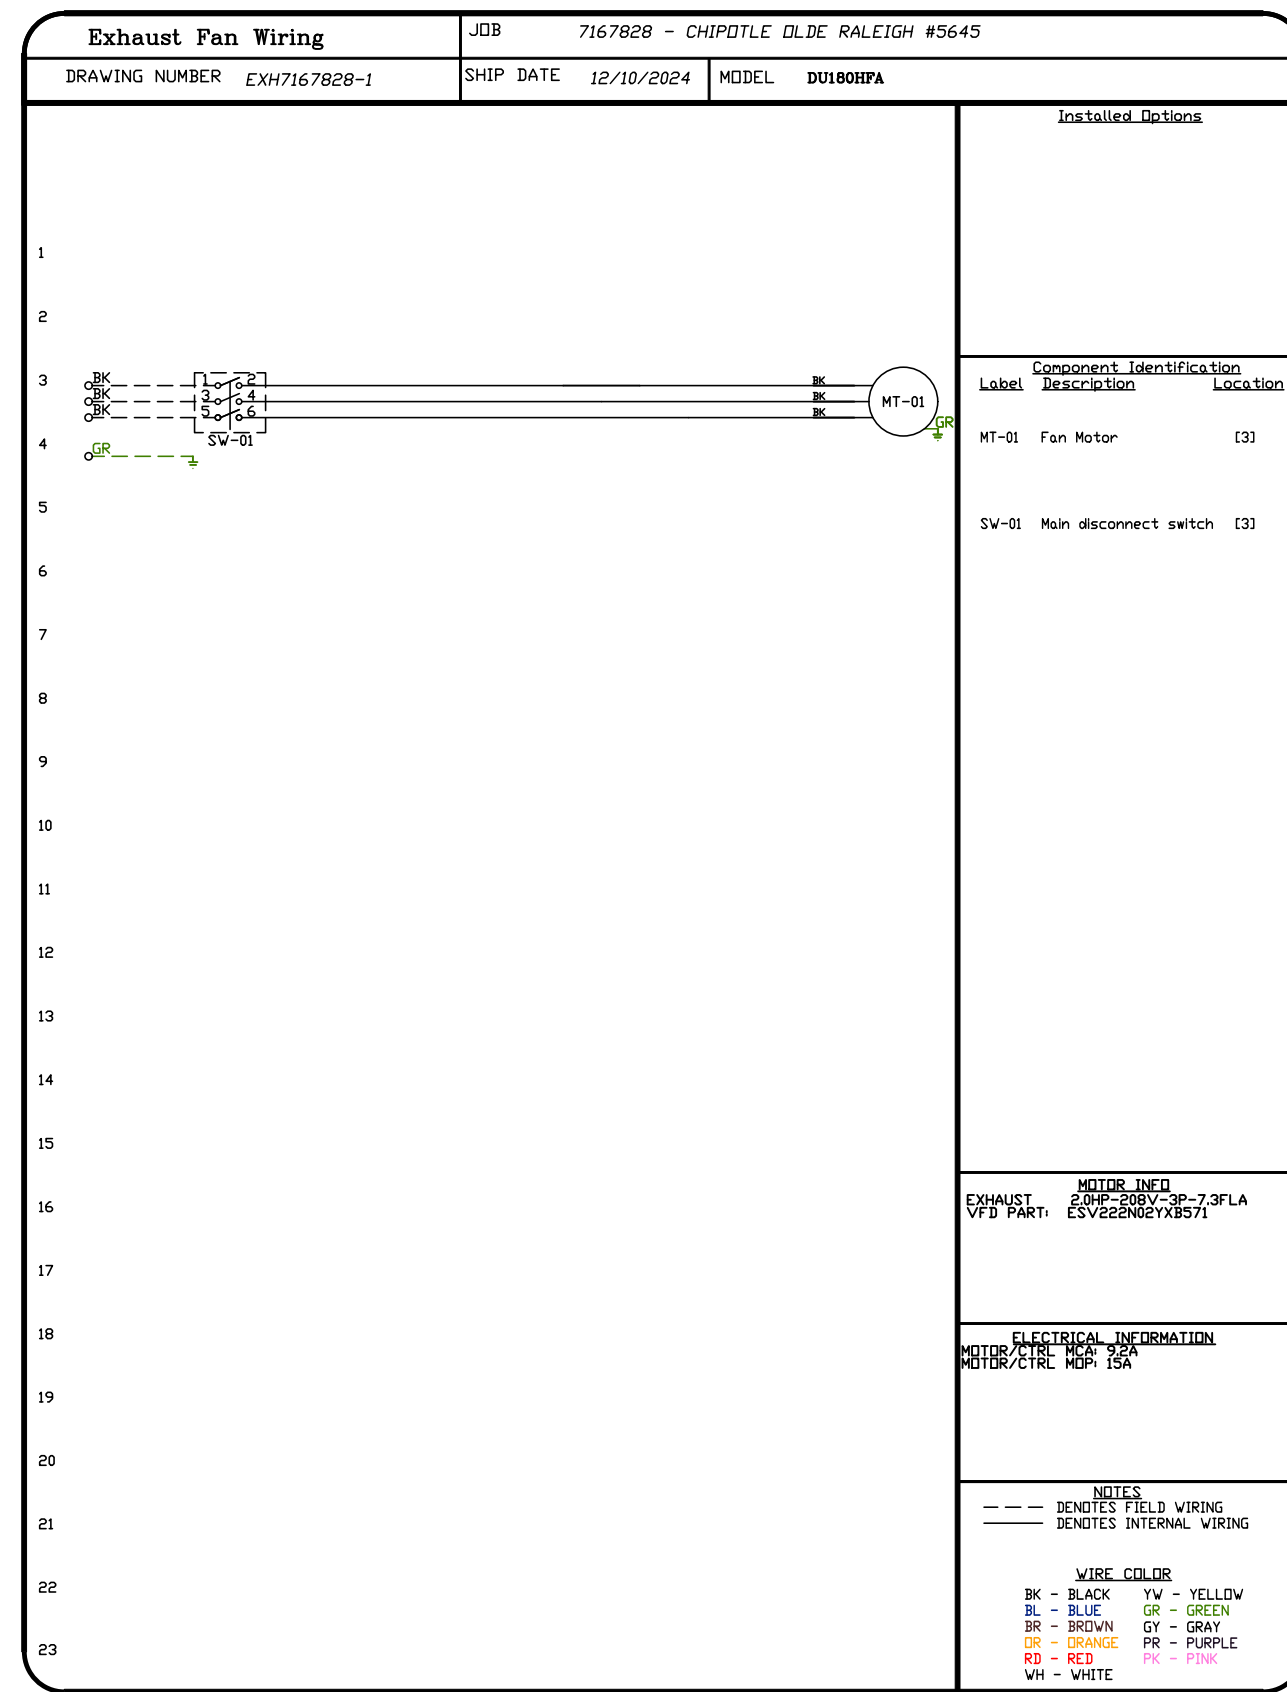 Exhaust Fan Wiring
JOB 7167828 - CHIPOTLE OLDE RALEIGH #5645
DRAWING NUMBER EXH7167828-1
SHIP DATE 12/10/2024
MODEL DU180HFA
Installed Options
1
2
3
BK 1 2 BK
BK 3 4 BK
BK 5 6 BK
MT-01
GR
SW-01
4
GR
5
6
7
8
9
10
11
12
13
14
15
16
17
18
19
20
21
22
23
Component Identification
Label Description Location
MT-01 Fan Motor [3]
SW-01 Main disconnect switch [3]
MOTOR INFO
EXHAUST 2.0HP-208V-3P-7.3FLA
VFD PART: ESV222N02YXB571
ELECTRICAL INFORMATION
MOTOR/CTRL MCA: 9.2A
MOTOR/CTRL MOP: 15A
NOTES
DENOTES FIELD WIRING
DENOTES INTERNAL WIRING
WIRE COLOR
BK - BLACK YW - YELLOW
BL - BLUE GR - GREEN
BR - BROWN GY - GRAY
OR - ORANGE PR - PURPLE
RD - RED PK - PINK
WH - WHITE